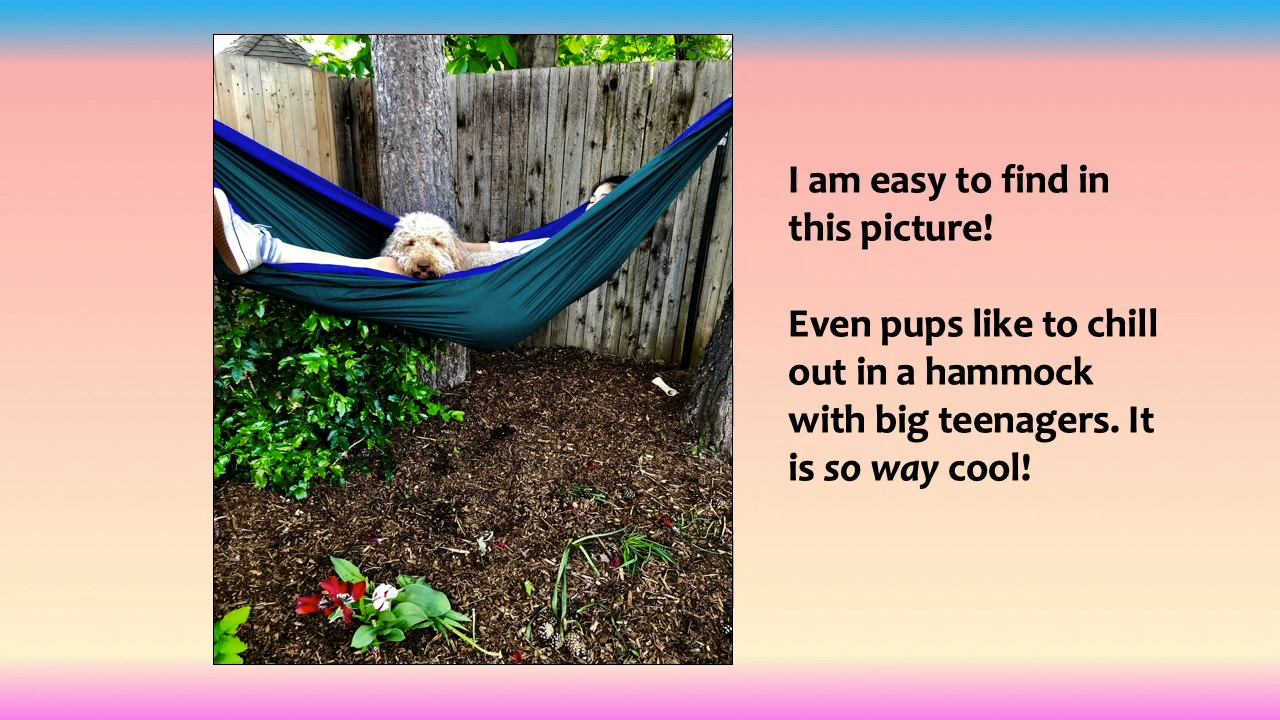 I am easy to find in
this picture!
Even pups like to chill
out in a hammock
with big teenagers. It
is so way cool!